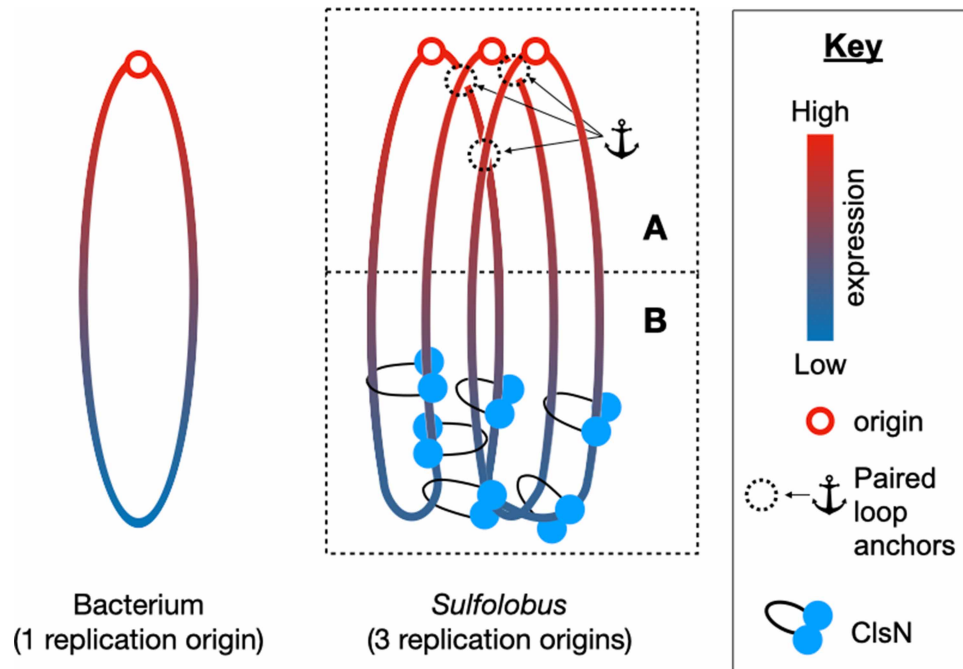 A
B
Bacterium
(1 replication origin)
Sulfolobus
(3 replication origins)
Key
High
expression
Low
origin
Paired
loop
anchors
ClsN